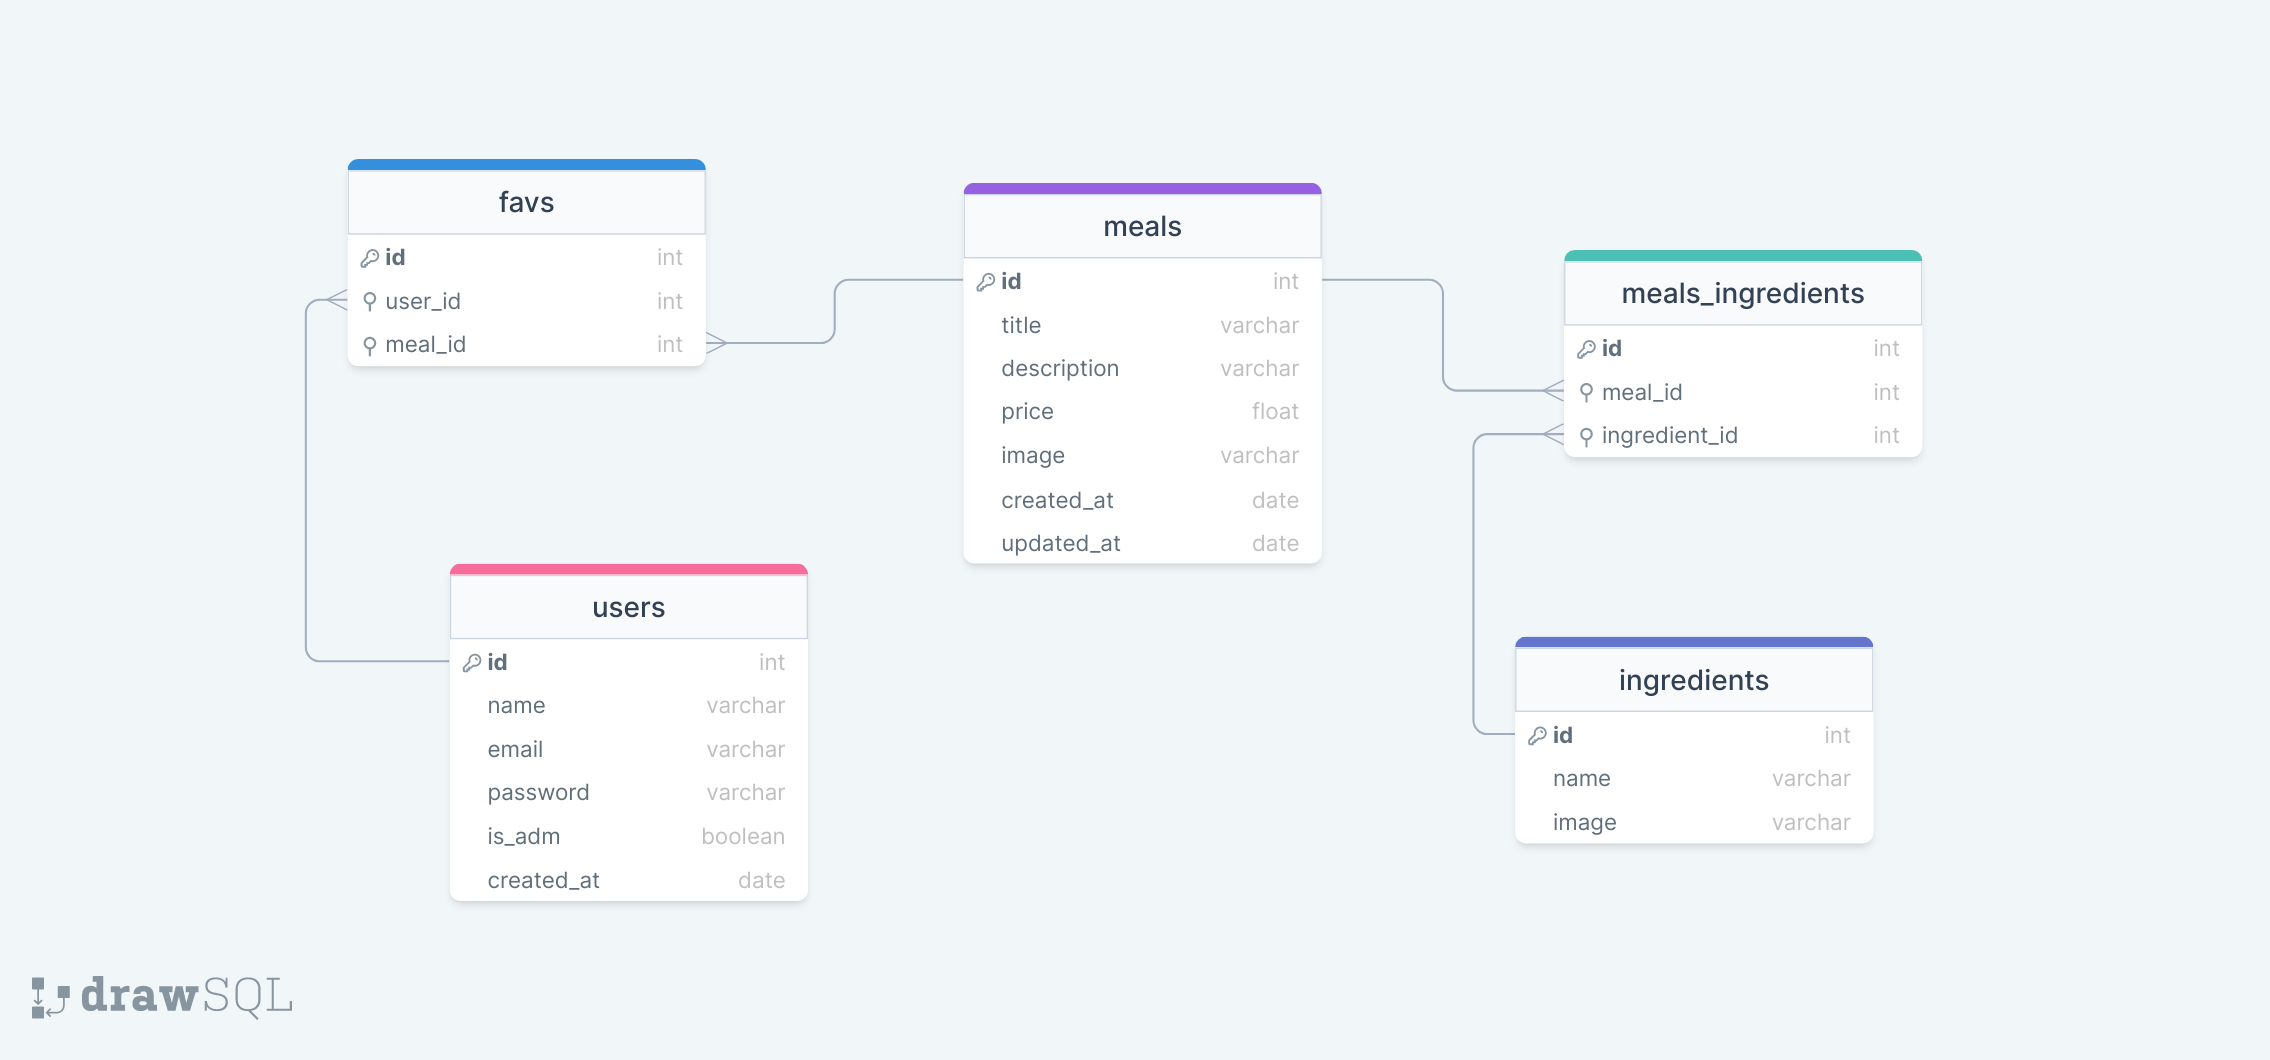 favs
id int
user_id int
meal_id int
meals
id int
title varchar
description varchar
price float
image varchar
created_at date
updated_at date
meals_ingredients
id int
meal_id int
ingredient_id int
users
id int
name varchar
email varchar
password varchar
is_adm boolean
created_at date
ingredients
id int
name varchar
image varchar
drawSQL